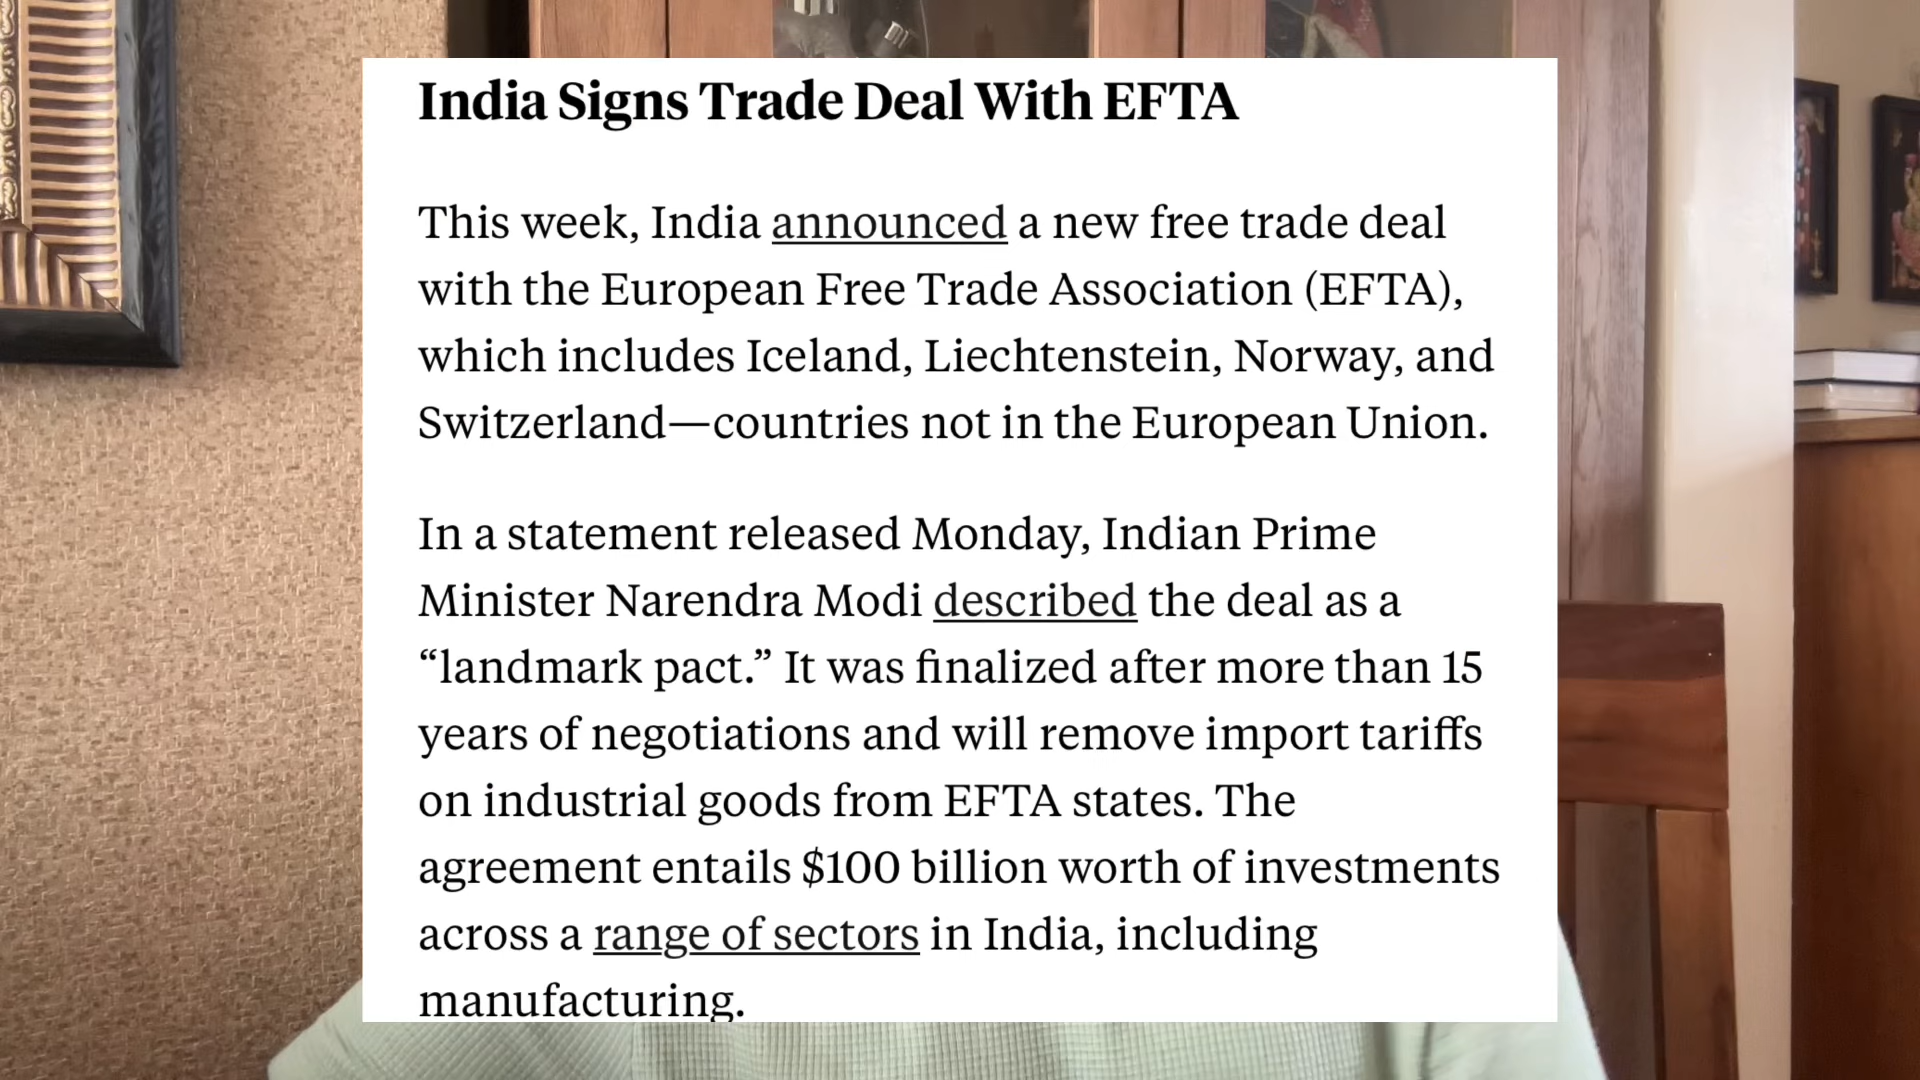 India Signs Trade Deal With EFTA
This week, India announced a new free trade deal
with the European Free Trade Association (EFTA),
which includes Iceland, Liechtenstein, Norway, and
Switzerland—countries not in the European Union.
In a statement released Monday, Indian Prime
Minister Narendra Modi described the deal as a
“landmark pact.” It was finalized after more than 15
years of negotiations and will remove import tariffs
on industrial goods from EFTA states. The
agreement entails $100 billion worth of investments
across a range of sectors in India, including
manufacturing.